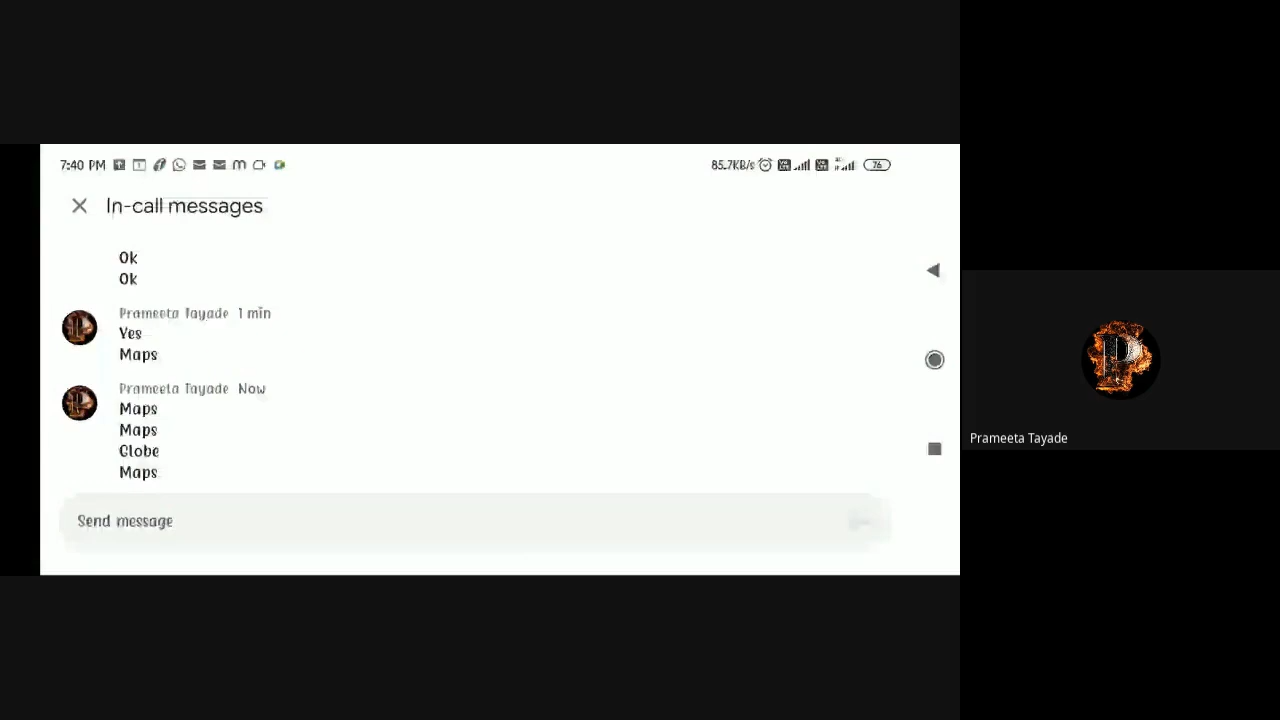 7:40 PM
85.7KB/s
76
In-call messages
Ok
Ok
Prameeta Tayade 1 min
Yes
Maps
Prameeta Tayade Now
Maps
Maps
Globe
Maps
Send message
P
Prameeta Tayade